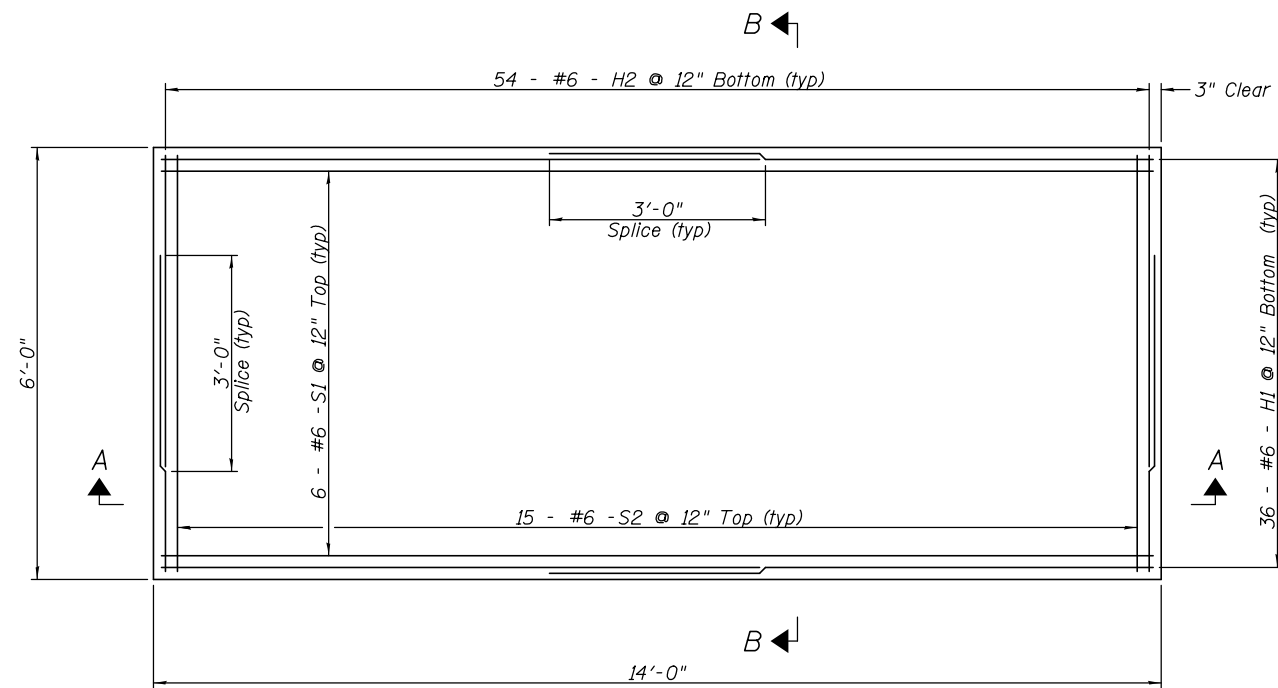 B
54 - #6 - H2 @ 12" Bottom (typ)
3" Clear
3'-0"
Splice (typ)
6'-0"
3'-0"
Splice (typ)
6 - #6 -S1 @ 12" Top (typ)
36 - #6 - H1 @ 12" Bottom (typ)
A
A
15 - #6 -S2 @ 12" Top (typ)
B
14'-0"